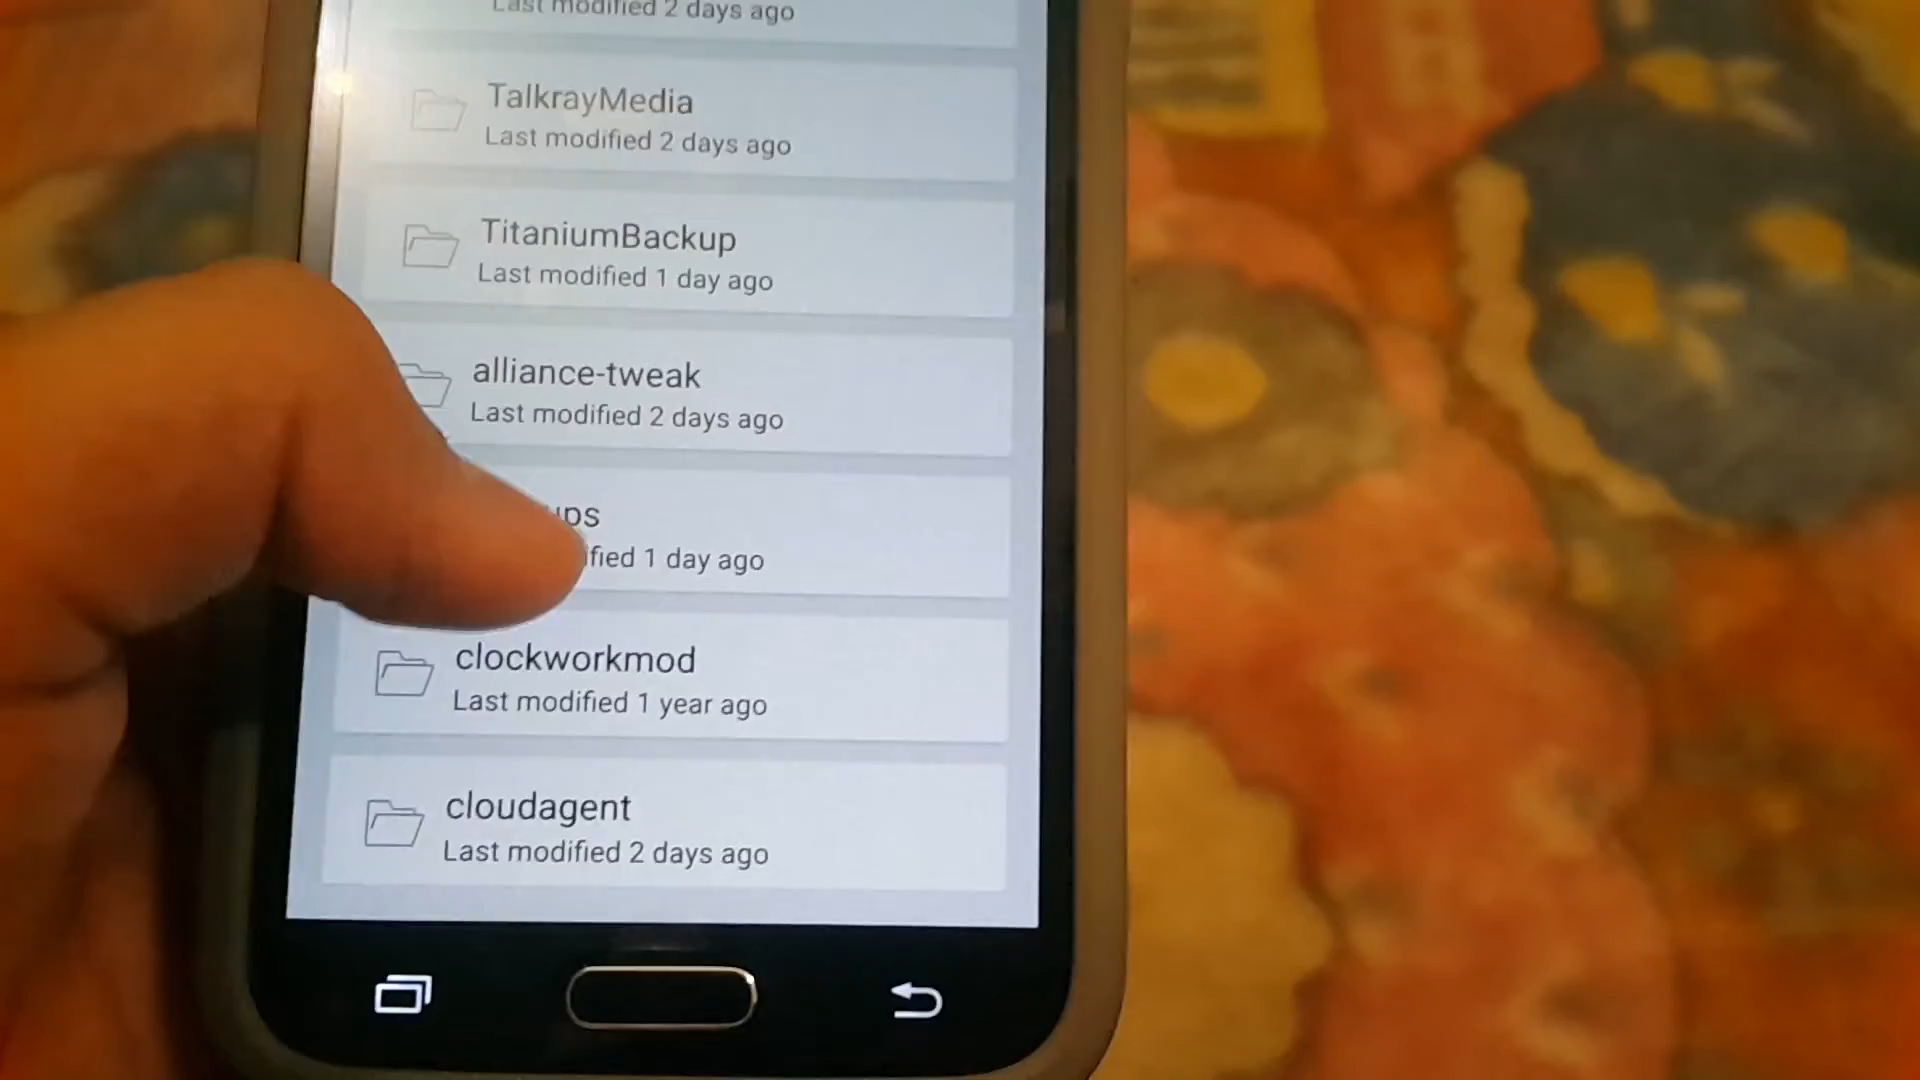 Last modified 2 days ago
TalkrayMedia
Last modified 2 days ago
TitaniumBackup
Last modified 1 day ago
alliance-tweak
Last modified 2 days ago
1 day ago
clockworkmod
Last modified 1 year ago
cloudagent
Last modified 2 days ago